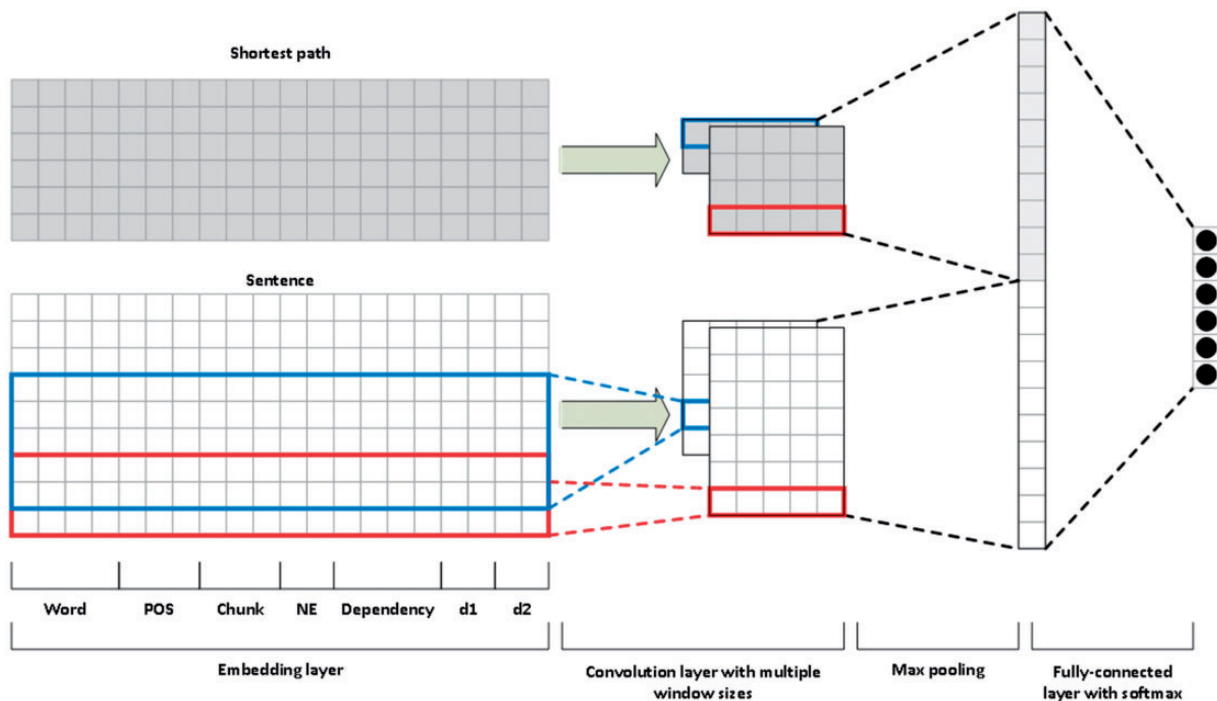 Shortest path
Sentence
Word POS Chunk NE Dependency d1 d2
Embedding layer
Convolution layer with multiple
window sizes
Max pooling
Fully-connected
layer with softmax